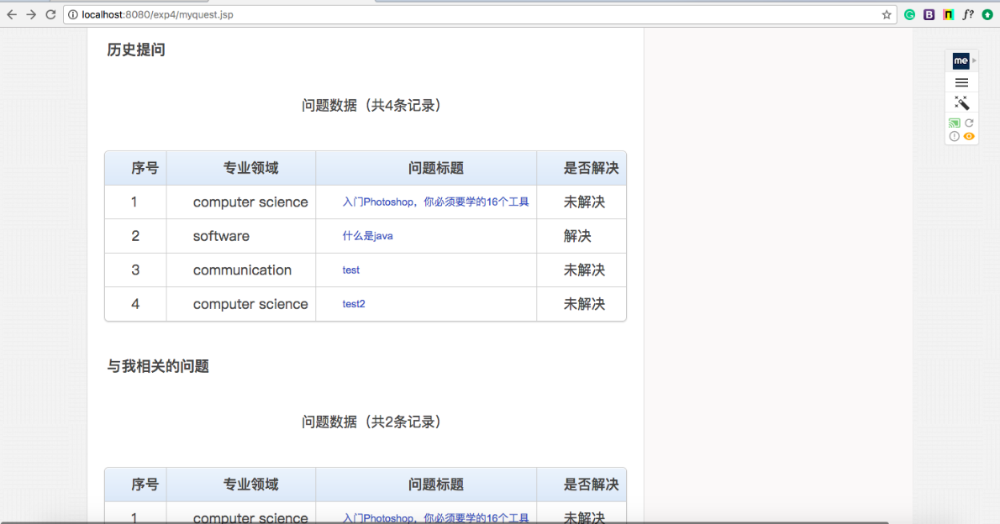 localhost:8080/exp4/myquest.jsp
me
历史提问
问题数据（共4条记录）
序号 专业领域 问题标题 是否解决
1 computer science 入门Photoshop，你必须要学的16个工具 未解决
2 software 什么是java 解决
3 communication test 未解决
4 computer science test2 未解决
与我相关的问题
问题数据（共2条记录）
序号 专业领域 问题标题 是否解决
1 computer science 入门Photoshop，你必须要学的16个工具 未解决